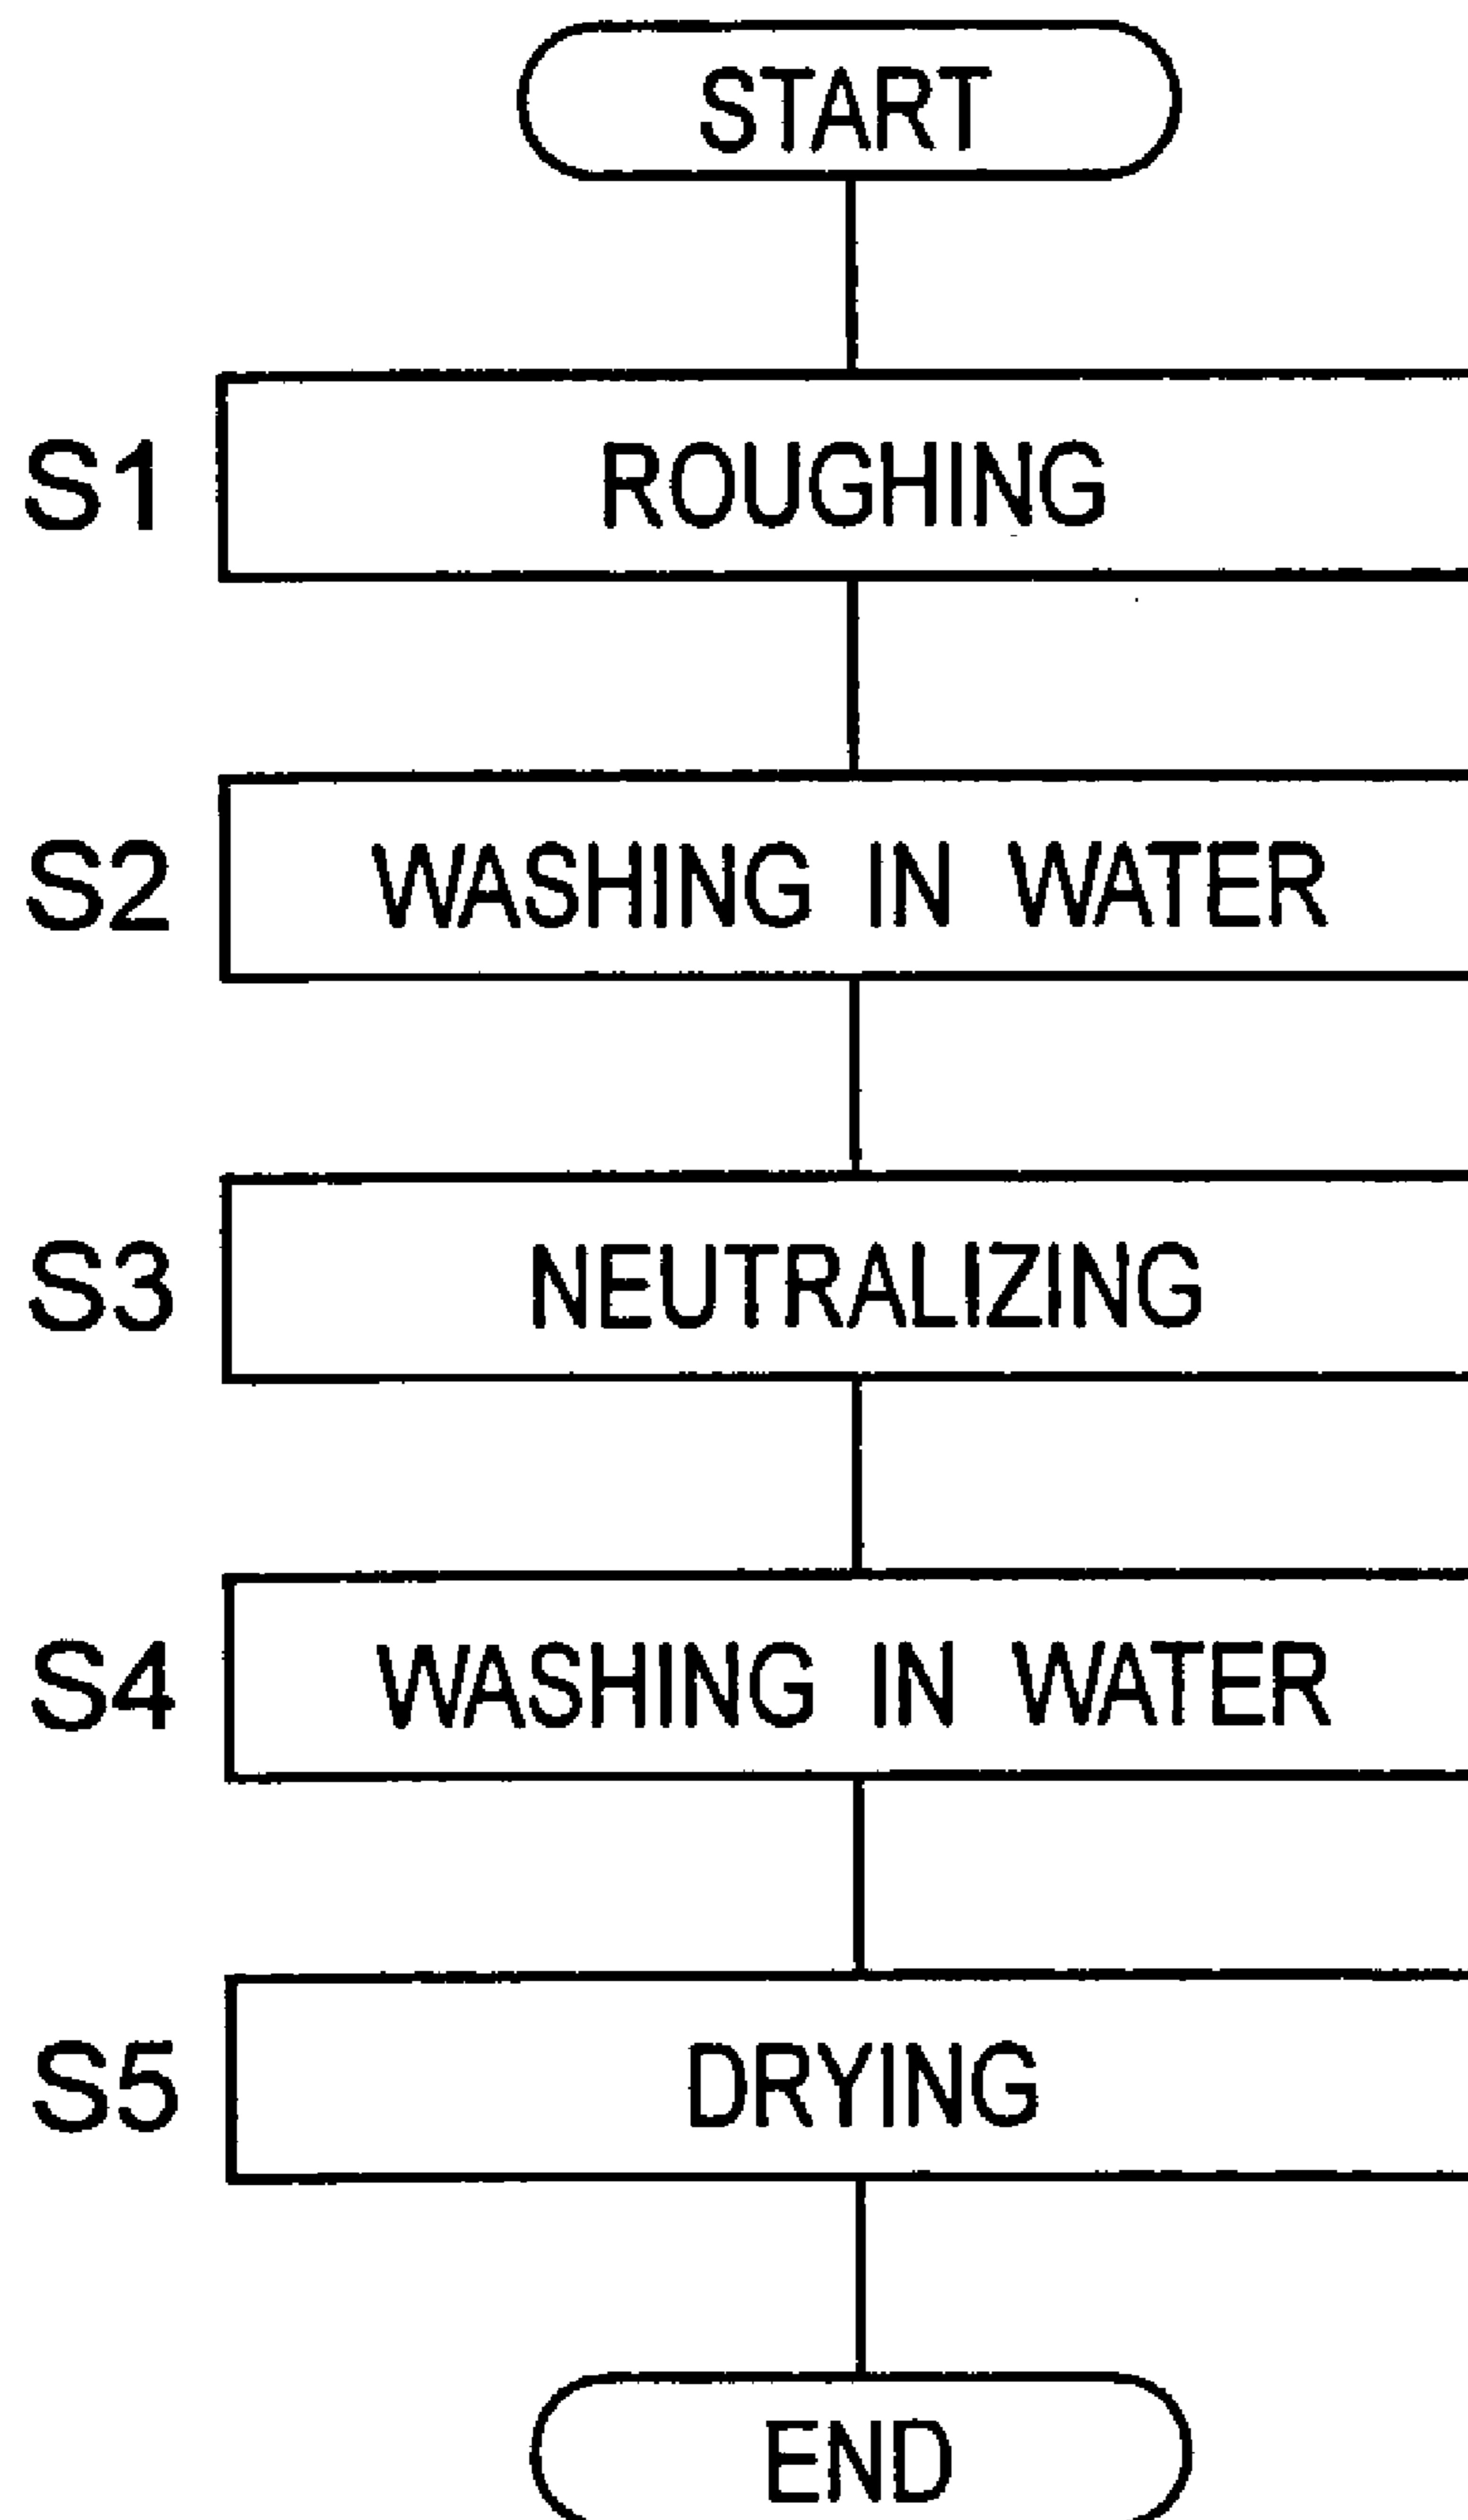 START
S1 ROUGHING
S2 WASHING IN WATER
S3 NEUTRALIZING
S4 WASHING IN WATER
S5 DRYING
END